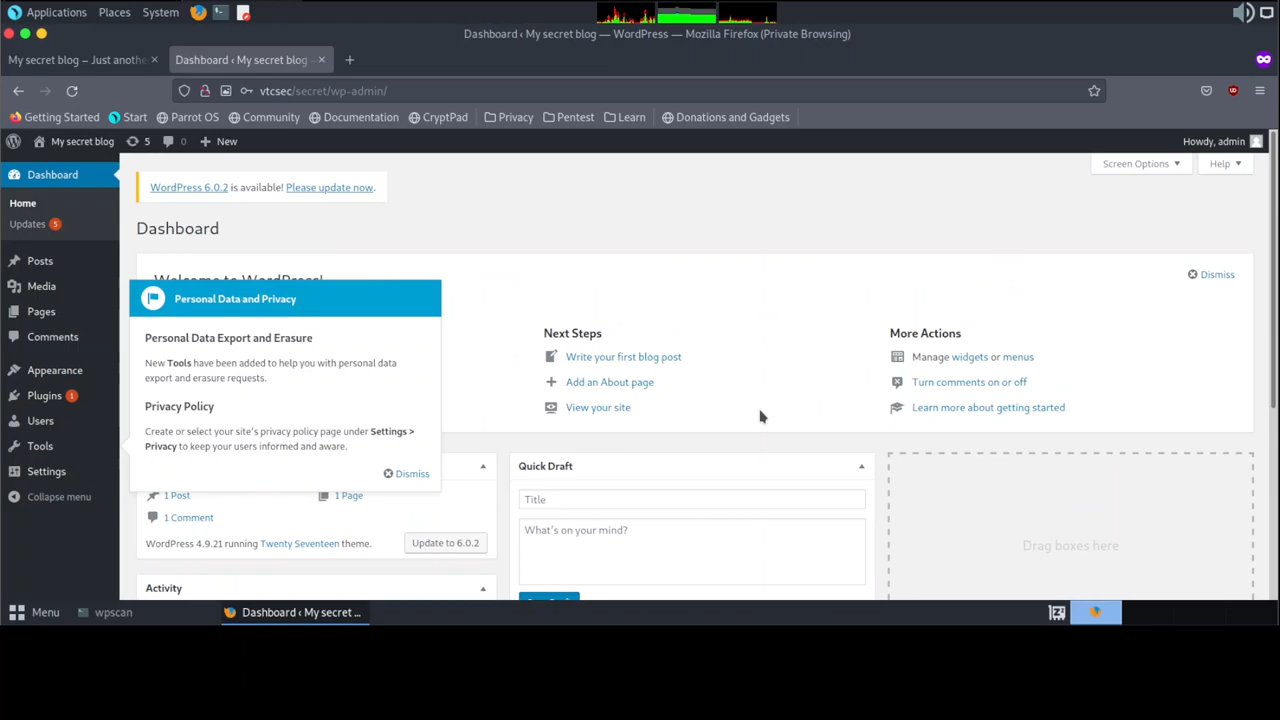 Applications Places System
Dashboard ‹ My secret blog — WordPress — Mozilla Firefox (Private Browsing)
My secret blog – Just anoth
Dashboard ‹ My secret blog
vtcsec/secret/wp-admin/
Getting Started Start Parrot OS Community Documentation CryptPad Privacy Pentest Learn Donations and Gadgets
My secret blog 5 0 New Howdy, admin
Screen Options Help
Dashboard
Home
Updates 5
Posts
Media
Pages
Comments
Appearance
Plugins 1
Users
Tools
Settings
Collapse menu
WordPress 6.0.2 is available! Please update now.
Dashboard
Welcome to WordPress!
Dismiss
Personal Data and Privacy
Personal Data Export and Erasure
New Tools have been added to help you with personal data
export and erasure requests.
Privacy Policy
Create or select your site's privacy policy page under Settings >
Privacy to keep your users informed and aware.
Dismiss
Next Steps
Write your first blog post
Add an About page
View your site
More Actions
Manage widgets or menus
Turn comments on or off
Learn more about getting started
1 Post 1 Page
1 Comment
WordPress 4.9.21 running Twenty Seventeen theme. Update to 6.0.2
Activity
Quick Draft
Title
What's on your mind?
Drag boxes here
Menu wpscan Dashboard ‹ My secret ...